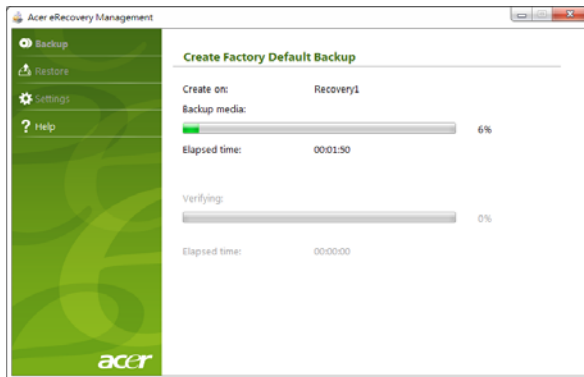 Acer eRecovery Management
Backup
Restore
Settings
? Help
Create Factory Default Backup
Create on: Recovery1
Backup media:
6%
Elapsed time: 00:01:50
Verifying:
0%
Elapsed time: 00:00:00
acer